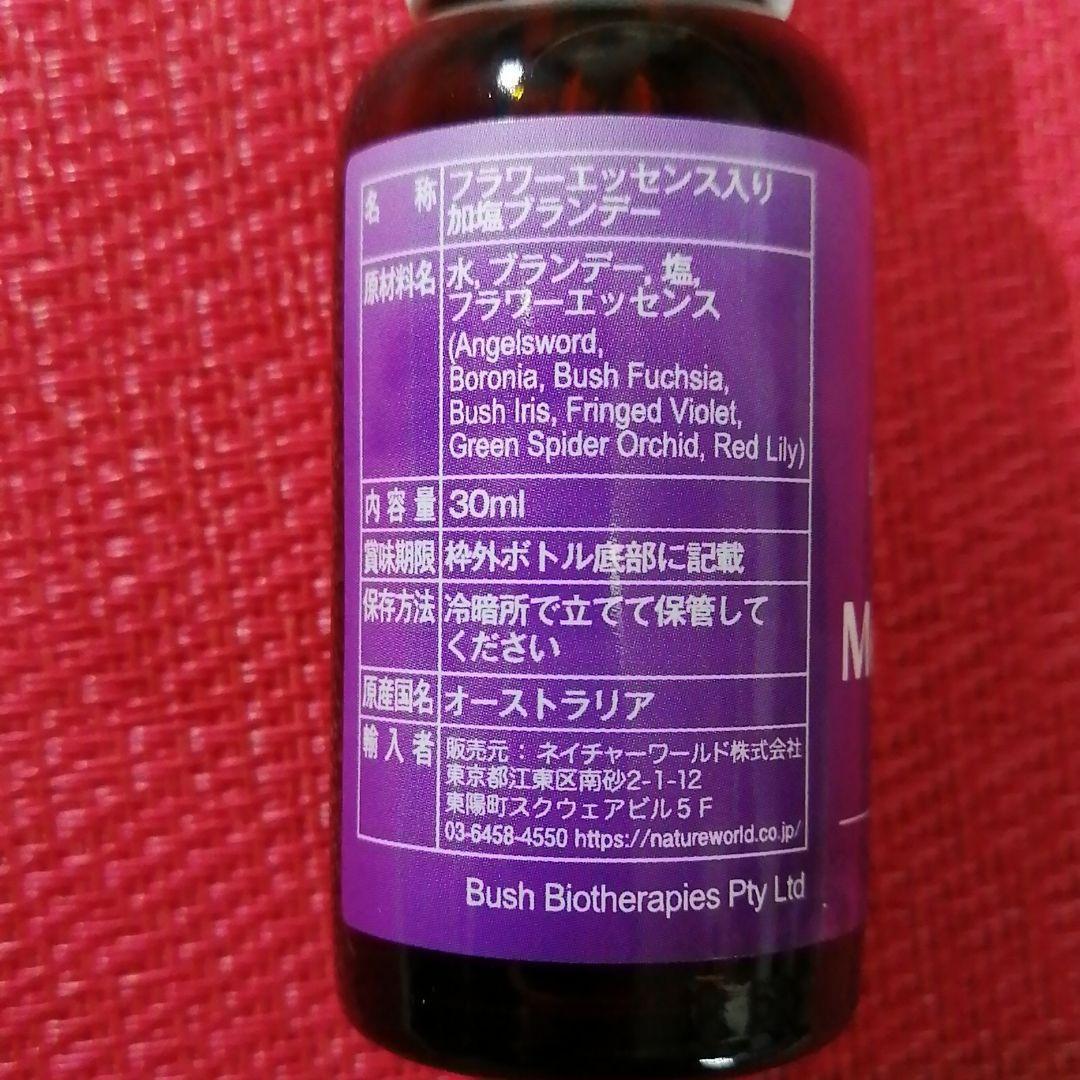 名称 フラワーエッセンス入り
加塩ブランデー
原材料名 水, ブランデー, 塩,
フラワーエッセンス
(Angelsword,
Boronia, Bush Fuchsia,
Bush Iris, Fringed Violet,
Green Spider Orchid, Red Lily)
内容量 30ml
賞味期限 枠外ボトル底部に記載
保存方法 冷暗所で立てて保管して
ください
原産国名 オーストラリア
輸入者 販売元：ネイチャーワールド株式会社
東京都江東区南砂2-1-12
東陽町スクウェアビル5F
03-6458-4550 https://natureworld.co.jp/
Bush Biotherapies Pty Ltd